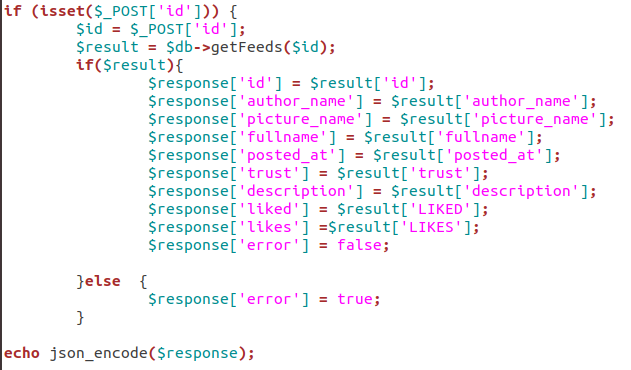 if (isset($_POST['id'])) {
        $id = $_POST['id'];
        $result = $db->getFeeds($id);
        if($result){
                $response['id'] = $result['id'];
                $response['author_name'] = $result['author_name'];
                $response['picture_name'] = $result['picture_name'];
                $response['fullname'] = $result['fullname'];
                $response['posted_at'] = $result['posted_at'];
                $response['trust'] = $result['trust'];
                $response['description'] = $result['description'];
                $response['liked'] = $result['LIKED'];
                $response['likes'] =$result['LIKES'];
                $response['error'] = false;

        }else  {
                $response['error'] = true;
        }

echo json_encode($response);